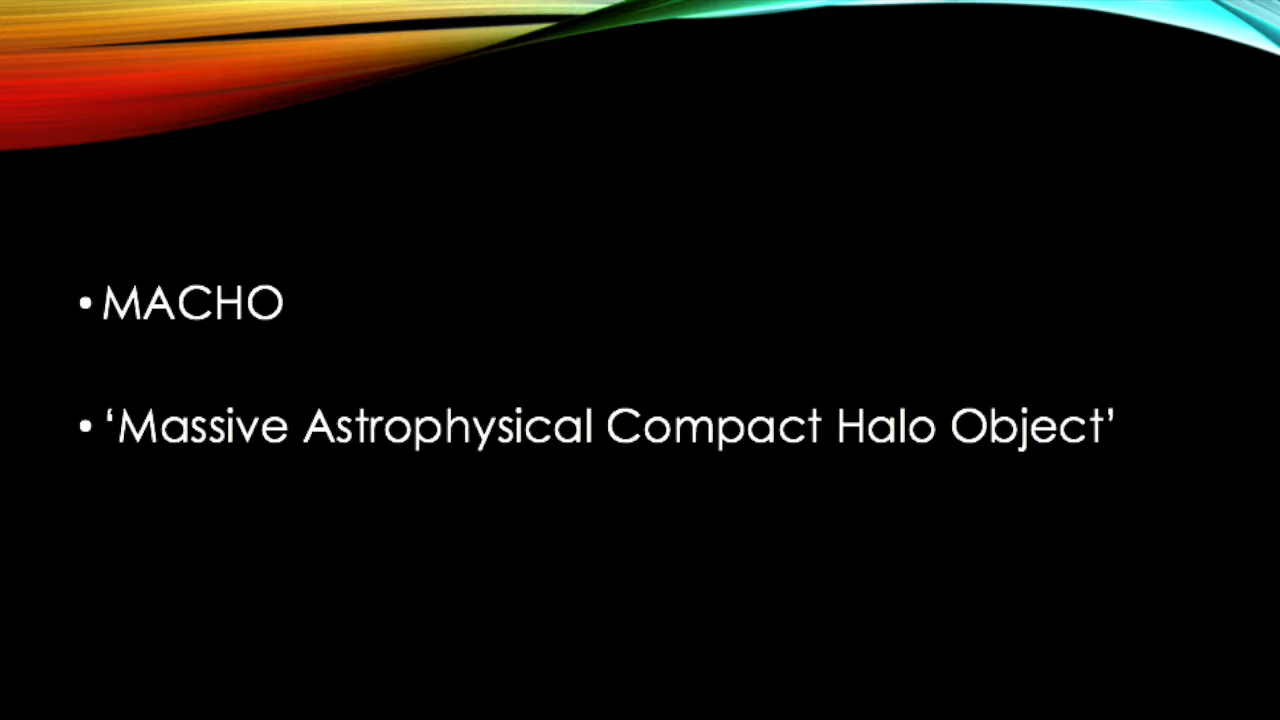 • MACHO
• ‘Massive Astrophysical Compact Halo Object’